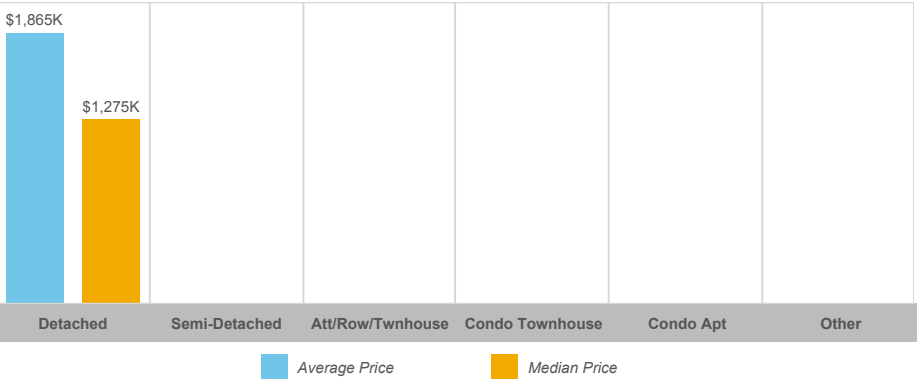 $1,865K
$1,275K
Detached Semi-Detached Att/Row/Twnhouse Condo Townhouse Condo Apt Other
Average Price Median Price